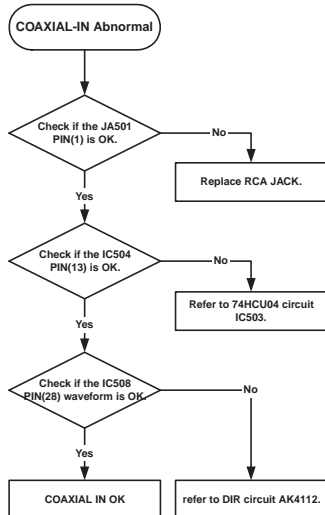 COAXIAL-IN Abnormal
Check if the JA501
PIN(1) is OK.
No
Replace RCA JACK.
Yes
Check if the IC504
PIN(13) is OK.
No
Refer to 74HCU04 circuit
IC503.
Yes
Check if the IC508
PIN(28) waveform is OK.
No
Yes
COAXIAL IN OK
refer to DIR circuit AK4112.